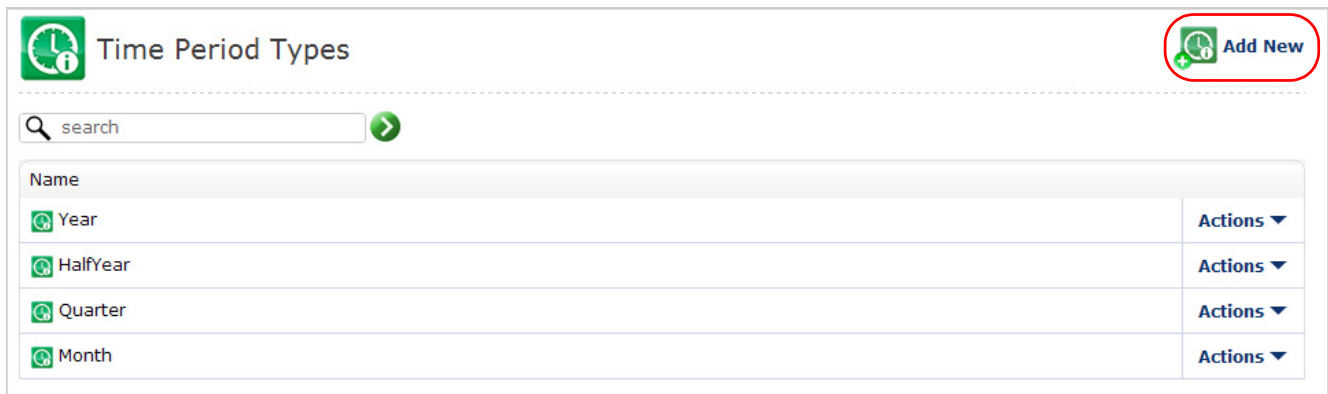 Time Period Types
Add New
search
Name
Year Actions
HalfYear Actions
Quarter Actions
Month Actions